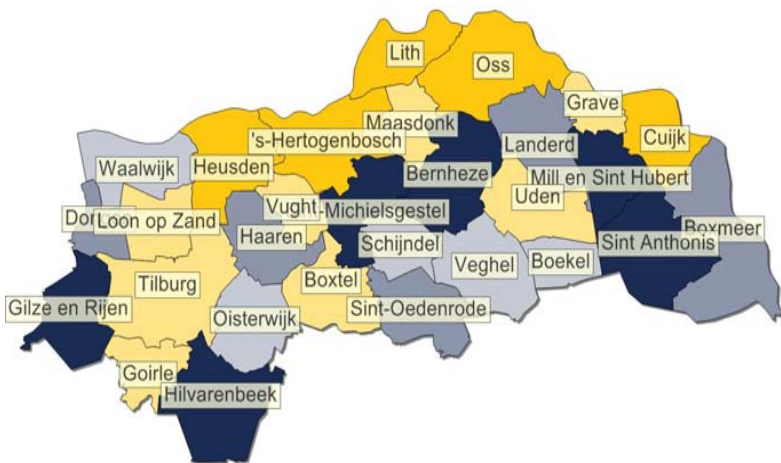 Lith
Oss
Grave
Maasdonk
's-Hertogenbosch
Cuijk
Landerd
Waalwijk
Heusden
Bernheze
Mill en Sint Hubert
Uden
Vught
Michielsgestel
Loon op Zand
Boxmeer
Haaren
Schijndel
Sint Anthonis
Veghel
Boekel
Boxtel
Tilburg
Gilze en Rijen
Sint-Oedenrode
Oisterwijk
Goirle
Hilvarenbeek